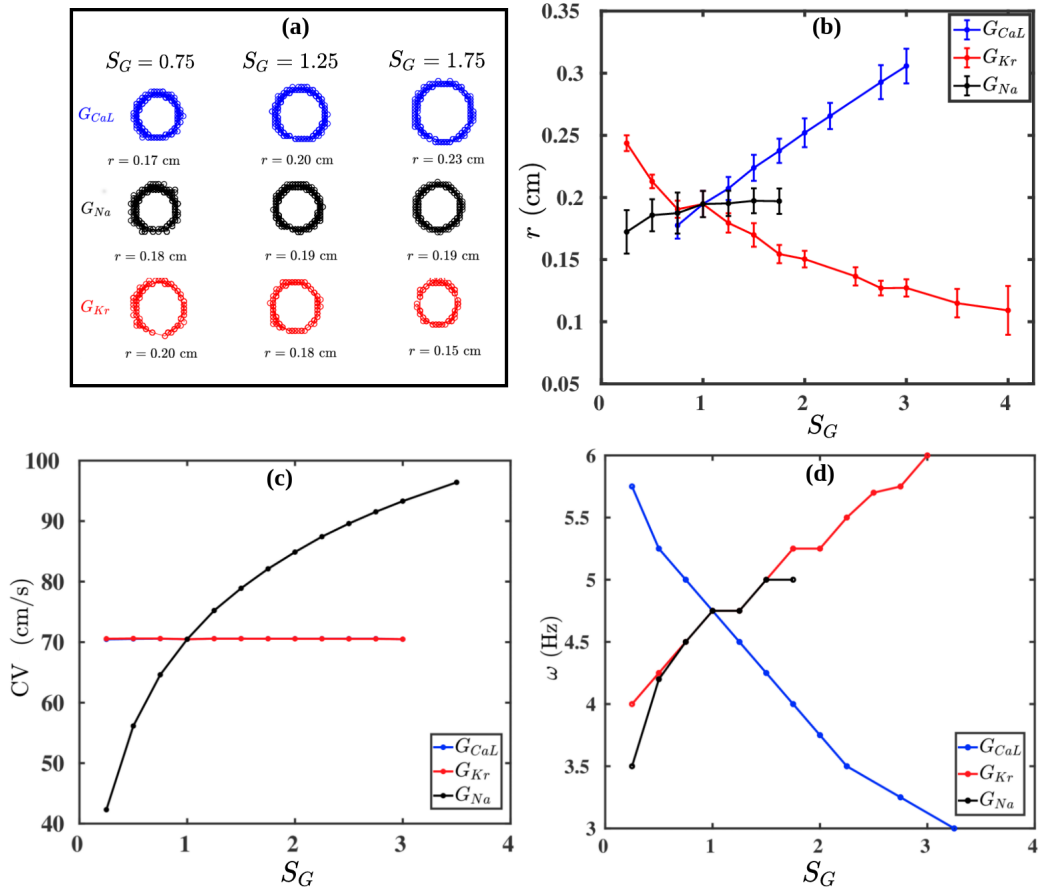 (a)
S_G = 0.75 S_G = 1.25 S_G = 1.75
G_CaL
r = 0.17 cm r = 0.20 cm r = 0.23 cm
G_Na
r = 0.18 cm r = 0.19 cm r = 0.19 cm
G_Kr
r = 0.20 cm r = 0.18 cm r = 0.15 cm
(b)
r (cm)
0.35
0.3
0.25
0.2
0.15
0.1
0.05
0 1 2 3 4
S_G
G_CaL
G_Kr
G_Na
(c)
CV (cm/s)
100
90
80
70
60
50
40
0 1 2 3 4
S_G
G_CaL
G_Kr
G_Na
(d)
ω (Hz)
6
5.5
5
4.5
4
3.5
3
0 1 2 3 4
S_G
G_CaL
G_Kr
G_Na